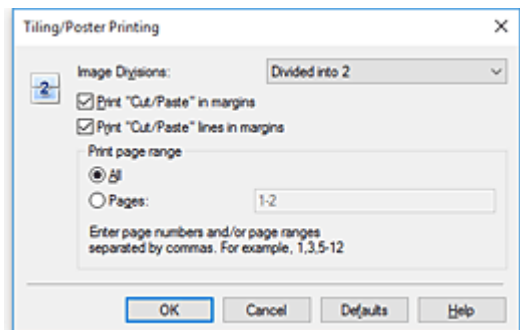 Tiling/Poster Printing
Image Divisions: Divided into 2
2
Print "Cut/Paste" in margins
Print "Cut/Paste" lines in margins
Print page range
All
Pages: 1-2
Enter page numbers and/or page ranges
separated by commas. For example, 1,3,5-12
OK Cancel Defaults Help